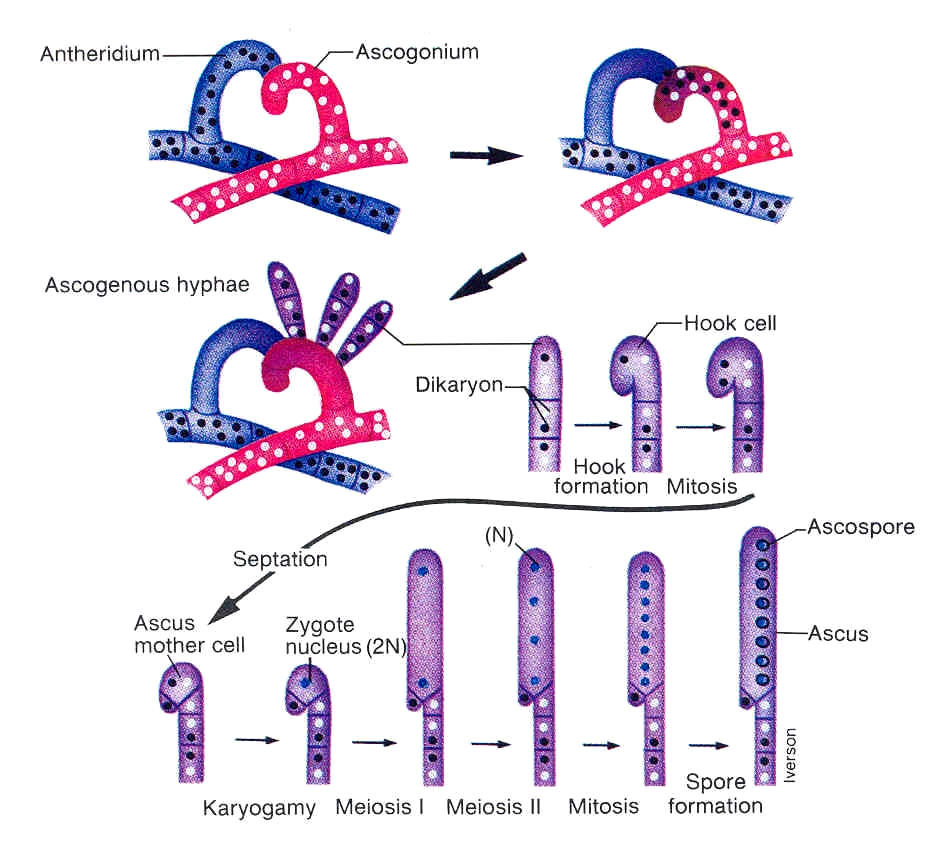 Antheridium
Ascogonium
Ascogenous hyphae
Hook cell
Dikaryon
Hook
formation
Mitosis
Septation
(N)
Ascospore
Ascus
mother cell
Zygote
nucleus (2N)
Ascus
Iverson
Karyogamy
Meiosis I
Meiosis II
Mitosis
Spore
formation